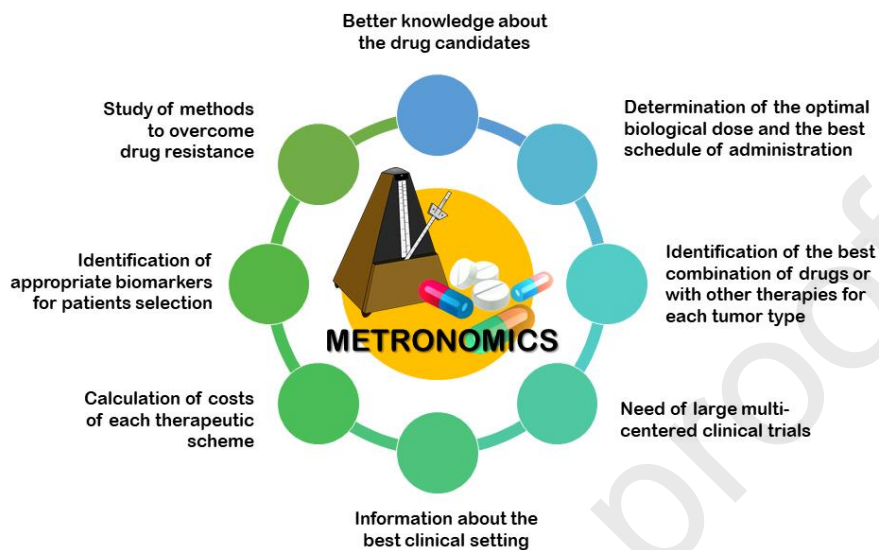 Better knowledge about
the drug candidates
Determination of the optimal
biological dose and the best
schedule of administration
Identification of the best
combination of drugs or
with other therapies for
each tumor type
Need of large multi-
centered clinical trials
Information about the
best clinical setting
Calculation of costs
of each therapeutic
scheme
Identification of
appropriate biomarkers
for patients selection
Study of methods
to overcome
drug resistance
METRONOMICS
proof